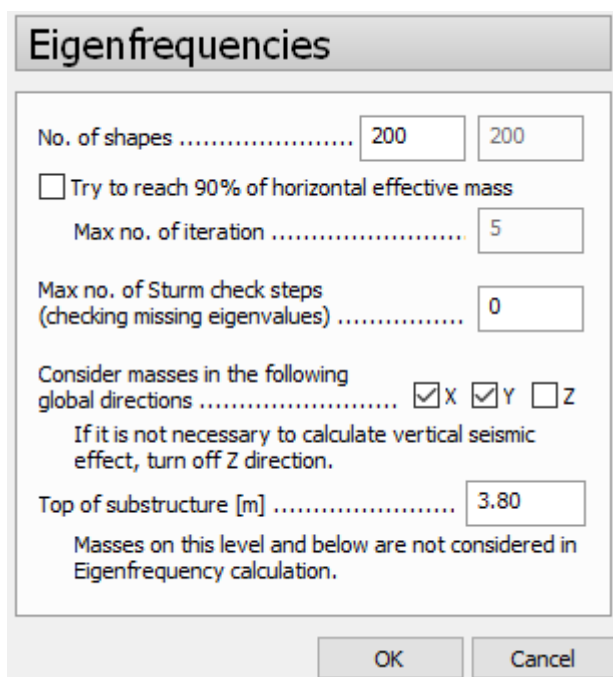 Eigenfrequencies
No. of shapes ...................... 200 200
Try to reach 90% of horizontal effective mass
Max no. of iteration ......................... 5
Max no. of Sturm check steps
(checking missing eigenvalues) ................ 0
Consider masses in the following
global directions .......................... X Y Z
If it is not necessary to calculate vertical seismic
effect, turn off Z direction.
Top of substructure [m] ........................ 3.80
Masses on this level and below are not considered in
Eigenfrequency calculation.
OK Cancel